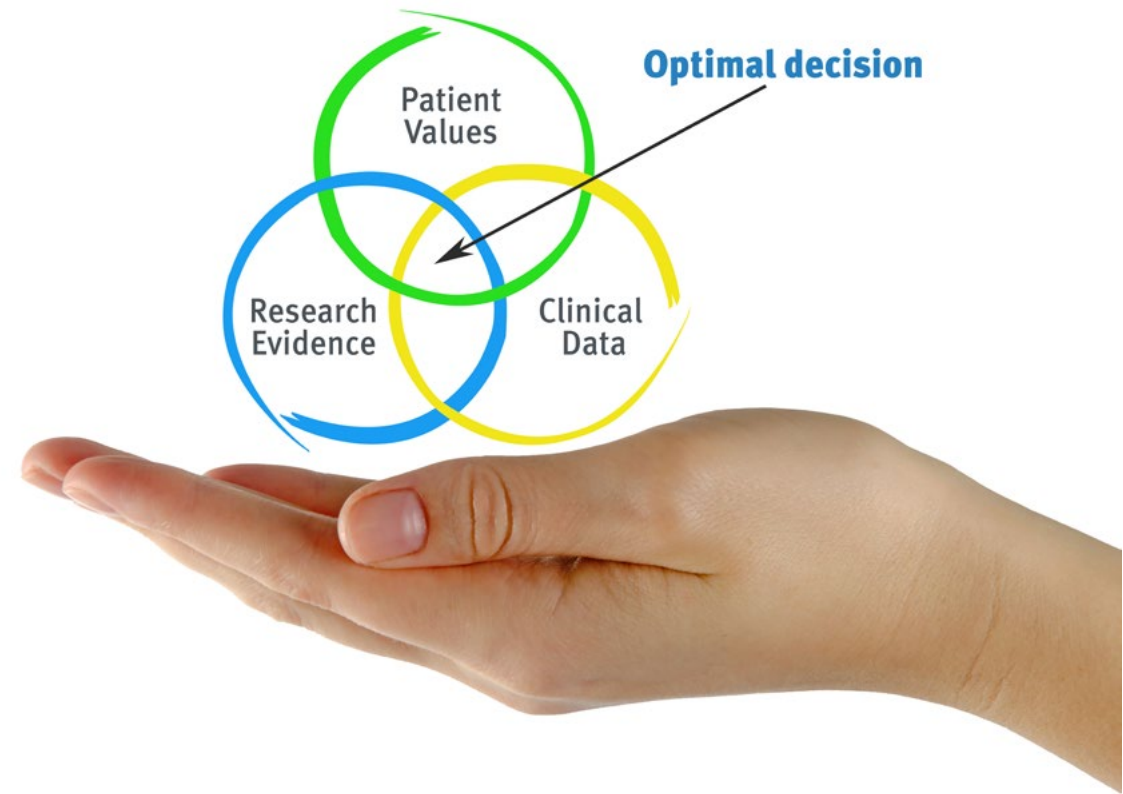 Optimal decision
Patient
Values
Research
Evidence
Clinical
Data